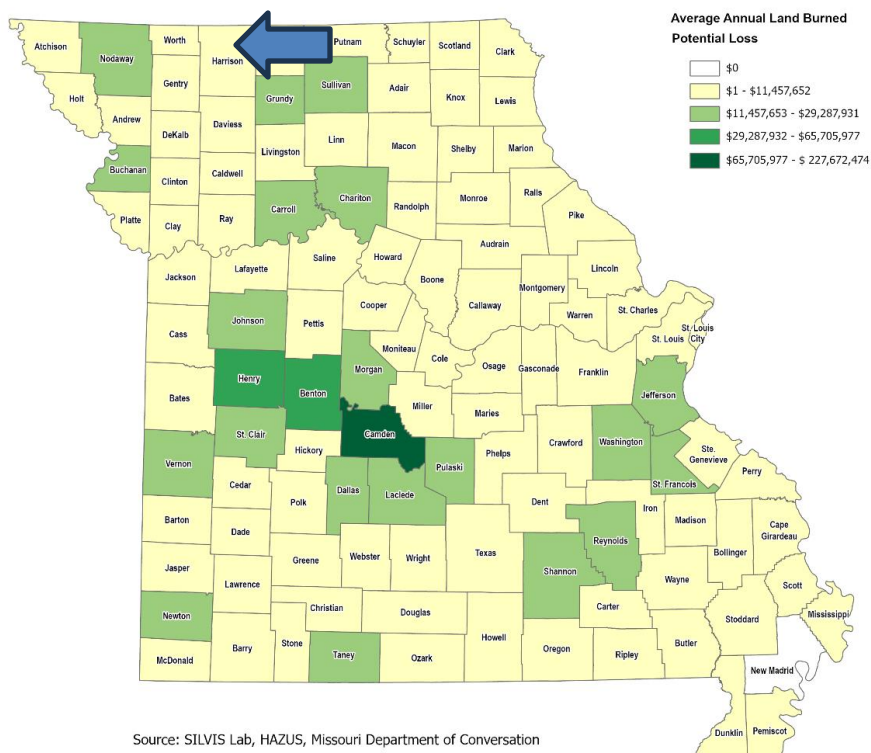 Average Annual Land Burned
Potential Loss
$0
$1 - $11,457,652
$11,457,653 - $29,287,931
$29,287,932 - $65,705,977
$65,705,977 - $ 227,672,474
Atchison
Nodaway
Worth
Harrison
Putnam
Schuyler
Scotland
Clark
Holt
Andrew
Gentry
Grundy
Sullivan
Adair
Knox
Lewis
DeKalb
Daviess
Livingston
Linn
Macon
Shelby
Marion
Buchanan
Clinton
Caldwell
Carroll
Chariton
Randolph
Monroe
Ralls
Pike
Platte
Clay
Ray
Saline
Howard
Audrain
Jackson
Lafayette
Cooper
Boone
Callaway
Montgomery
Lincoln
Warren
St. Charles
St. Louis
St. Louis
City
Cass
Johnson
Pettis
Moniteau
Cole
Osage
Gasconade
Franklin
Jefferson
Bates
Henry
Benton
Morgan
Miller
Maries
Camden
St. Clair
Hickory
Pulaski
Phelps
Crawford
Washington
Ste.
Genevieve
St. Francois
Perry
Vernon
Cedar
Polk
Dallas
Laclede
Dent
Iron
Madison
Cape
Girardeau
Bollinger
Barton
Dade
Greene
Webster
Wright
Texas
Shannon
Reynolds
Wayne
Scott
Jasper
Lawrence
Christian
Douglas
Carter
Stoddard
Mississippi
Newton
Barry
Stone
Taney
Ozark
Howell
Oregon
Ripley
Butler
New Madrid
McDonald
Dunklin
Pemiscot
Source: SILVIS Lab, HAZUS, Missouri Department of Conversation